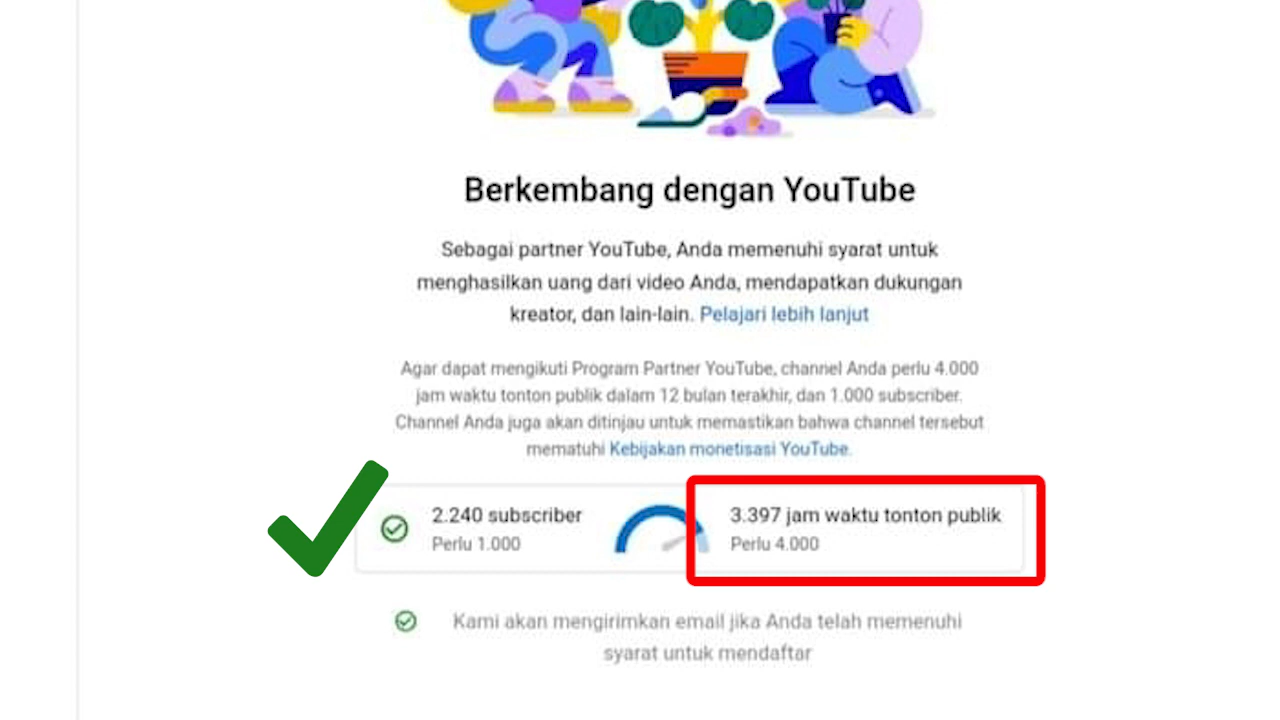 Berkembang dengan YouTube
Sebagai partner YouTube, Anda memenuhi syarat untuk
menghasilkan uang dari video Anda, mendapatkan dukungan
kreator, dan lain-lain. Pelajari lebih lanjut
Agar dapat mengikuti Program Partner YouTube, channel Anda perlu 4.000
jam waktu tonton publik dalam 12 bulan terakhir, dan 1.000 subscriber.
Channel Anda juga akan ditinjau untuk memastikan bahwa channel tersebut
mematuhi Kebijakan monetisasi YouTube.
2.240 subscriber
Perlu 1.000
3.397 jam waktu tonton publik
Perlu 4.000
Kami akan mengirimkan email jika Anda telah memenuhi
syarat untuk mendaftar